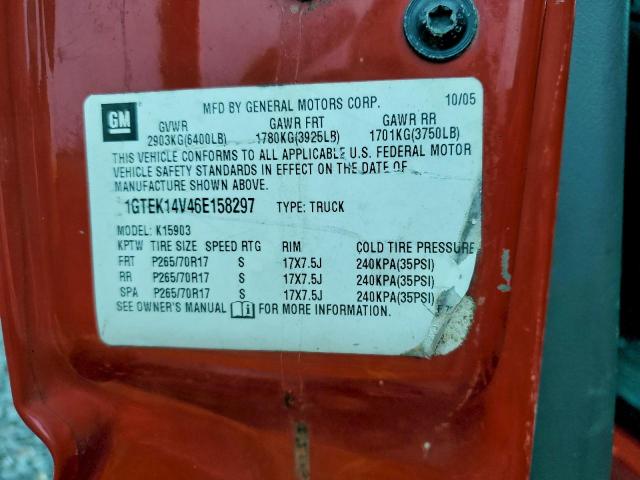 GM MFD BY GENERAL MOTORS CORP. 10/05
GVWR GAWR FRT GAWR RR
2903KG(6400LB) 1780KG(3925LB) 1701KG(3750LB)
THIS VEHICLE CONFORMS TO ALL APPLICABLE U.S. FEDERAL MOTOR
VEHICLE SAFETY STANDARDS IN EFFECT ON THE DATE OF
MANUFACTURE SHOWN ABOVE.
1GTEK14V46E158297 TYPE: TRUCK
MODEL: K15903
KPTW TIRE SIZE SPEED RTG RIM COLD TIRE PRESSURE
FRT P265/70R17 S 17X7.5J 240KPA(35PSI)
RR P265/70R17 S 17X7.5J 240KPA(35PSI)
SPA P265/70R17 S 17X7.5J 240KPA(35PSI)
SEE OWNER'S MANUAL FOR MORE INFORMATION.